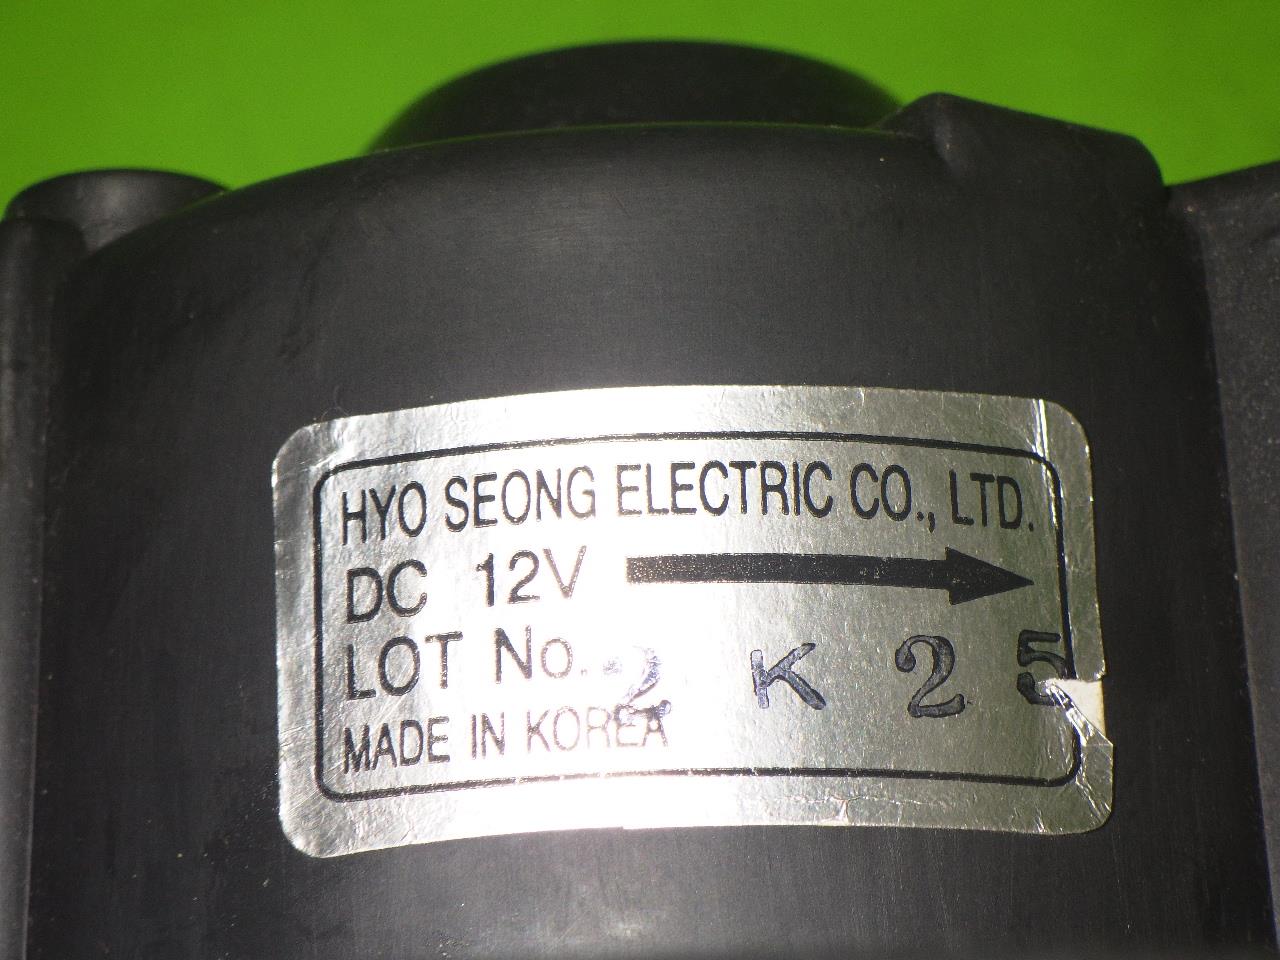 HYO SEONG ELECTRIC CO., LTD.
DC 12V
LOT No. 2 K 2 5
MADE IN KOREA